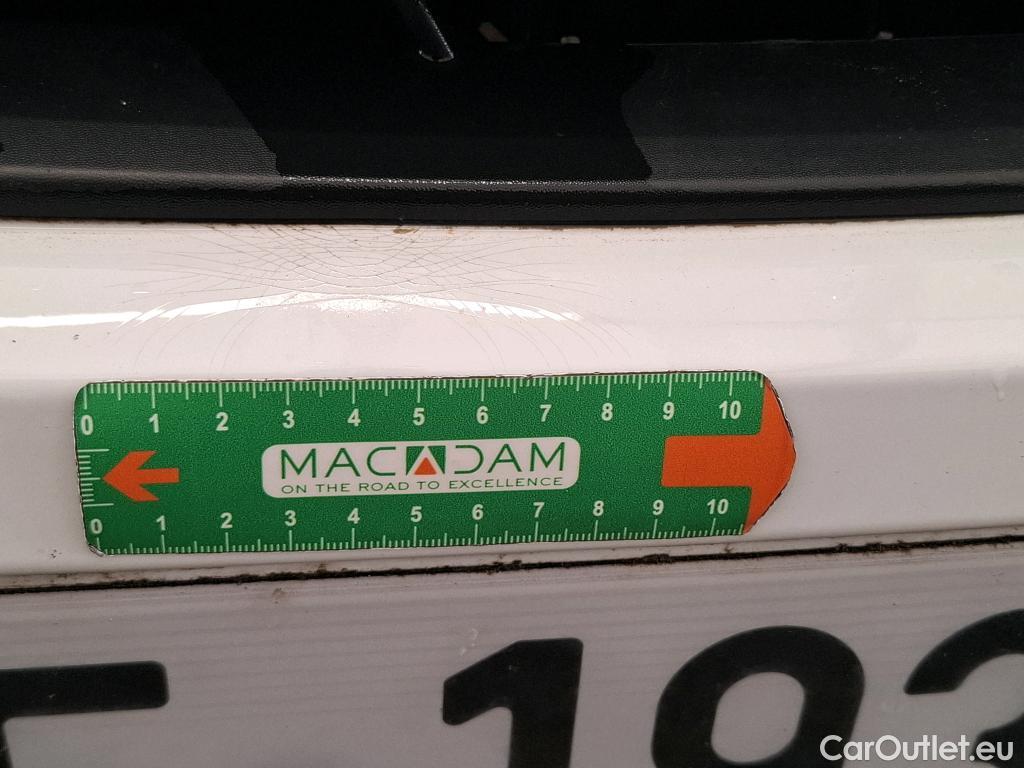 0 1 2 3 4 5 6 7 8 9 10
MACADAM
ON THE ROAD TO EXCELLENCE
0 1 2 3 4 5 6 7 8 9 10
19
CarOutlet.eu